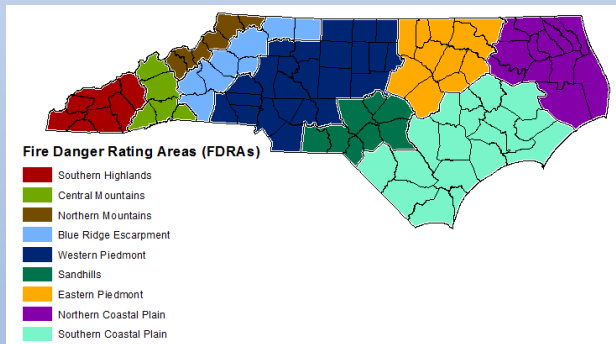 Fire Danger Rating Areas (FDRAs)
Southern Highlands
Central Mountains
Northern Mountains
Blue Ridge Escarpment
Western Piedmont
Sandhills
Eastern Piedmont
Northern Coastal Plain
Southern Coastal Plain